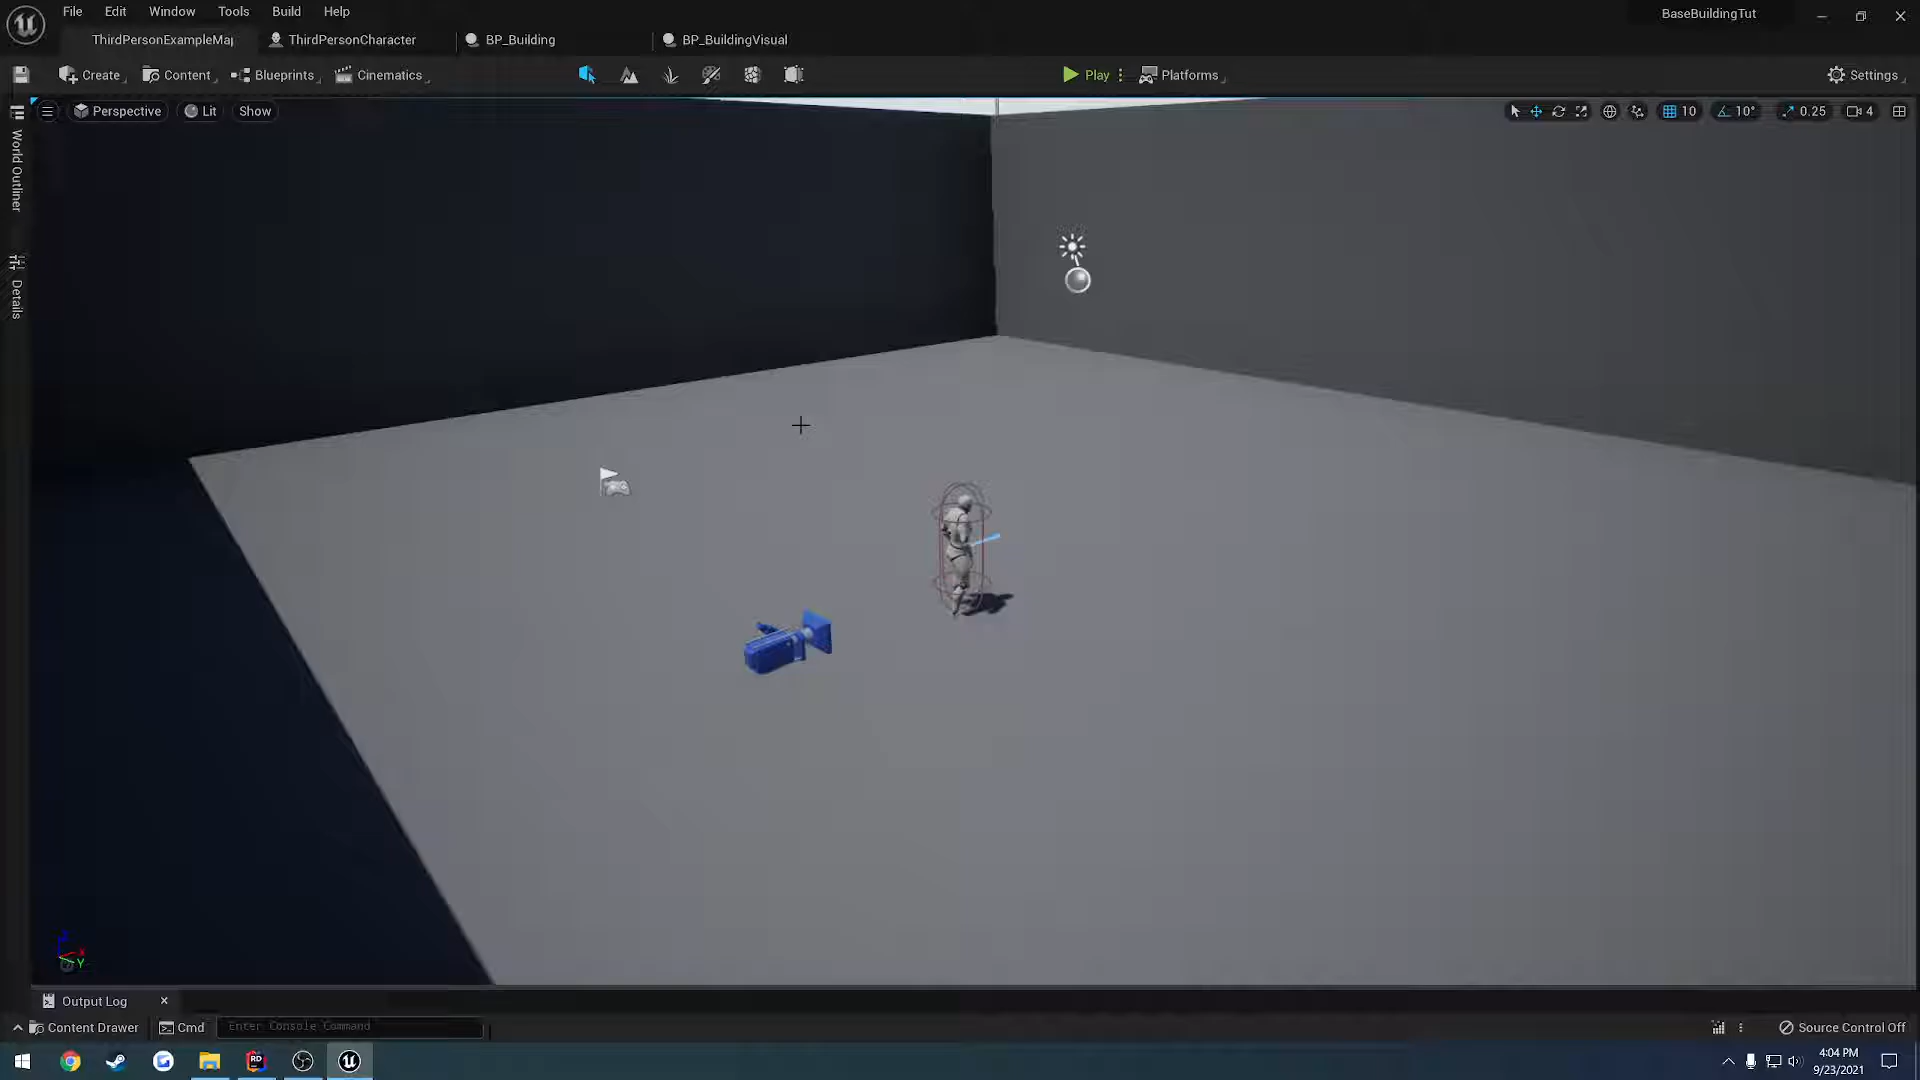 File Edit Window Tools Build Help
BaseBuildingTut
ThirdPersonExampleMap
ThirdPersonCharacter
BP_Building
BP_BuildingVisual
Create
Content
Blueprints
Cinematics
Play
Platforms
Settings
Perspective
Lit
Show
10
10°
0.25
4
World Outliner
Details
Z
X
Y
Output Log
Content Drawer
Cmd
Enter Console Command
Source Control Off
RD
4:04 PM
9/23/2021